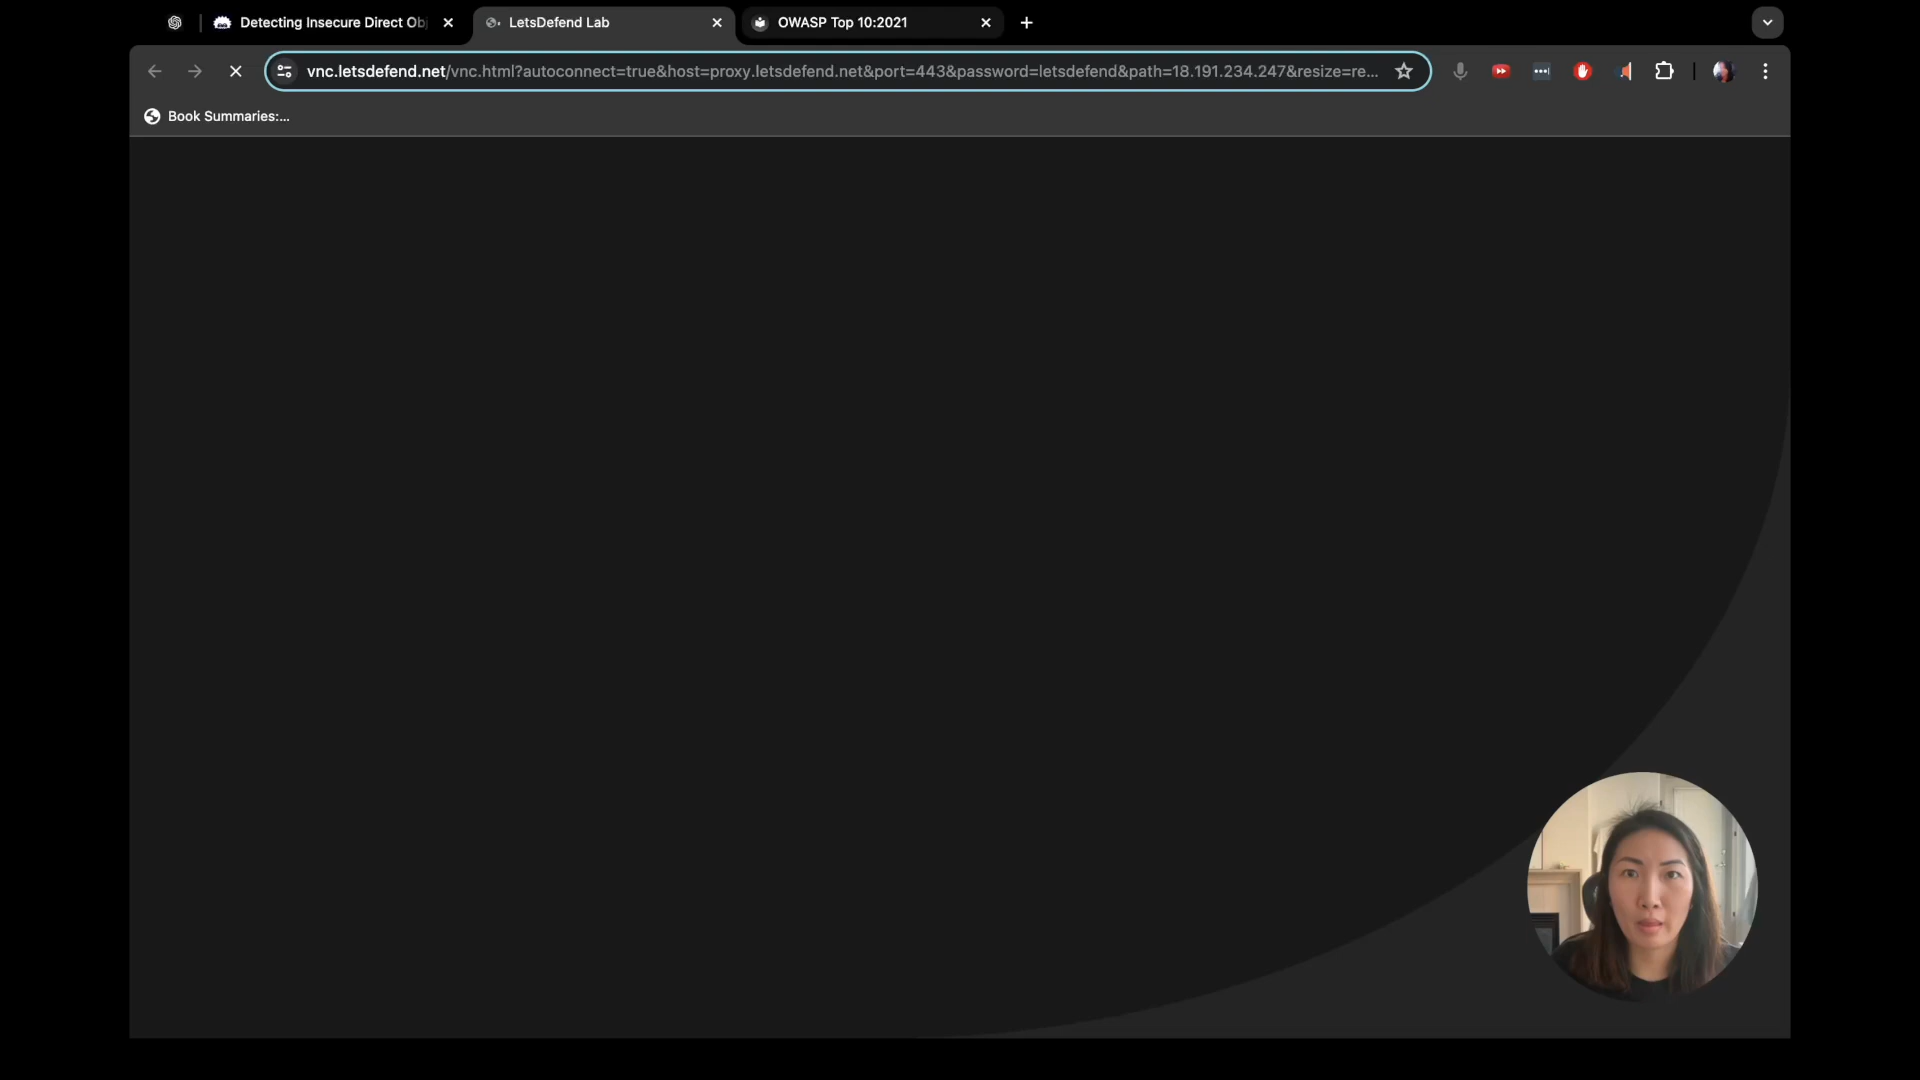 Detecting Insecure Direct Ob
LetsDefend Lab
OWASP Top 10:2021
vnc.letsdefend.net/vnc.html?autoconnect=true&host=proxy.letsdefend.net&port=443&password=letsdefend&path=18.191.234.247&resize=re...
Book Summaries:...